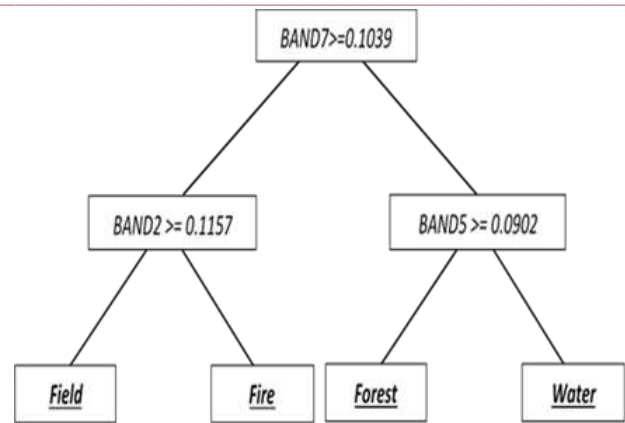 BAND7>=0.1039
BAND2 >= 0.1157
BAND5 >= 0.0902
Field
Fire
Forest
Water